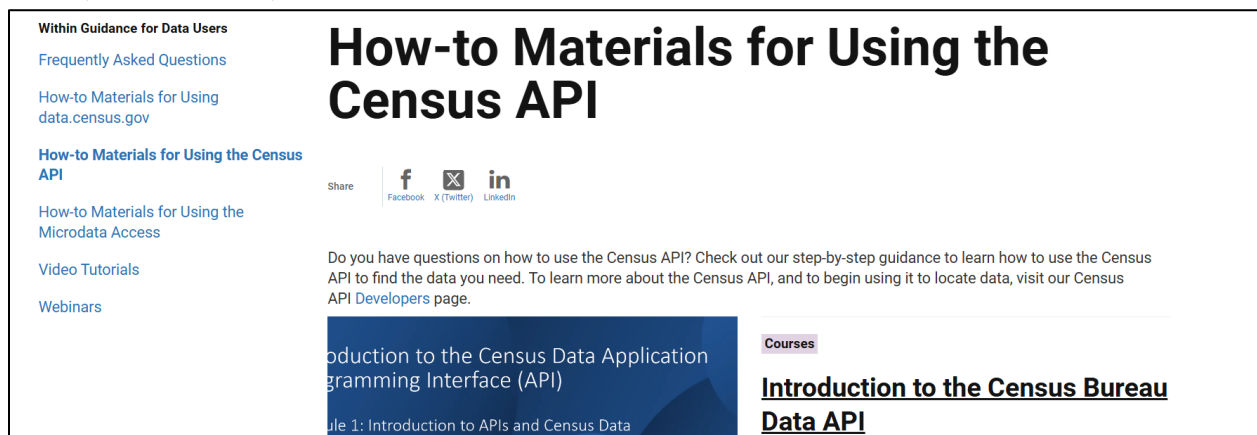 Within Guidance for Data Users
Frequently Asked Questions
How-to Materials for Using
data.census.gov
How-to Materials for Using the Census
API
How-to Materials for Using the
Microdata Access
Video Tutorials
Webinars
How-to Materials for Using the
Census API
Share
Facebook
X (Twitter)
LinkedIn
Do you have questions on how to use the Census API? Check out our step-by-step guidance to learn how to use the Census
API to find the data you need. To learn more about the Census API, and to begin using it to locate data, visit our Census
API Developers page.
oduction to the Census Data Application
gramming Interface (API)
ule 1: Introduction to APIs and Census Data
Courses
Introduction to the Census Bureau
Data API